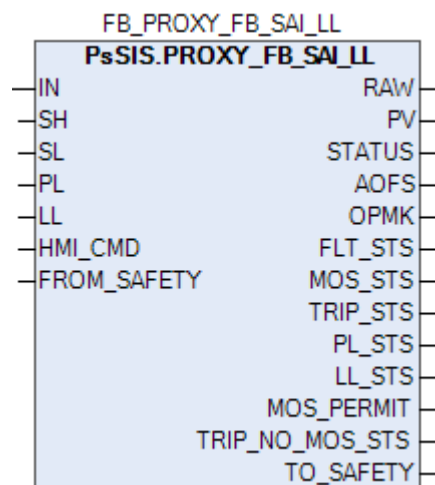 FB_PROXY_FB_SAI_LL
PsSIS.PROXY_FB_SAI_LL
IN RAW
SH PV
SL STATUS
PL AOFS
LL OPMK
HMI_CMD FLT_STS
FROM_SAFETY MOS_STS
TRIP_STS
PL_STS
LL_STS
MOS_PERMIT
TRIP_NO_MOS_STS
TO_SAFETY